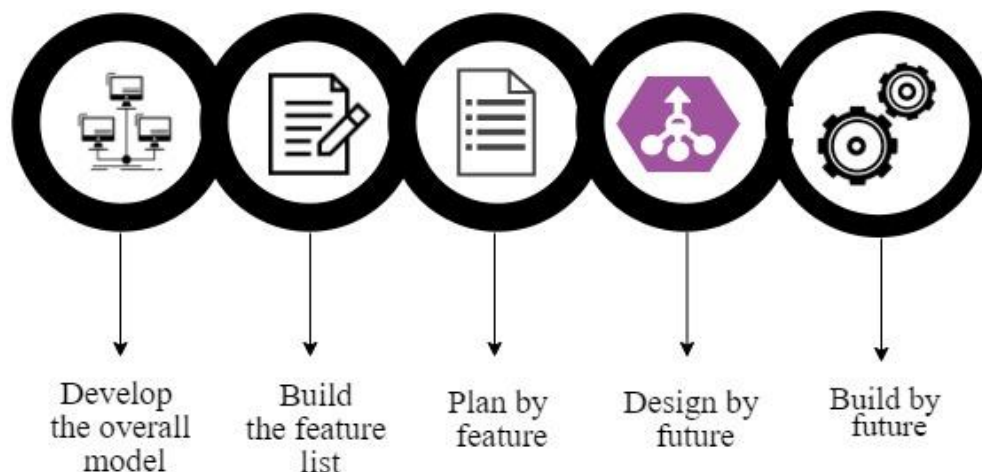 Develop
the overall
model
Build
the feature
list
Plan by
feature
Design by
future
Build by
future